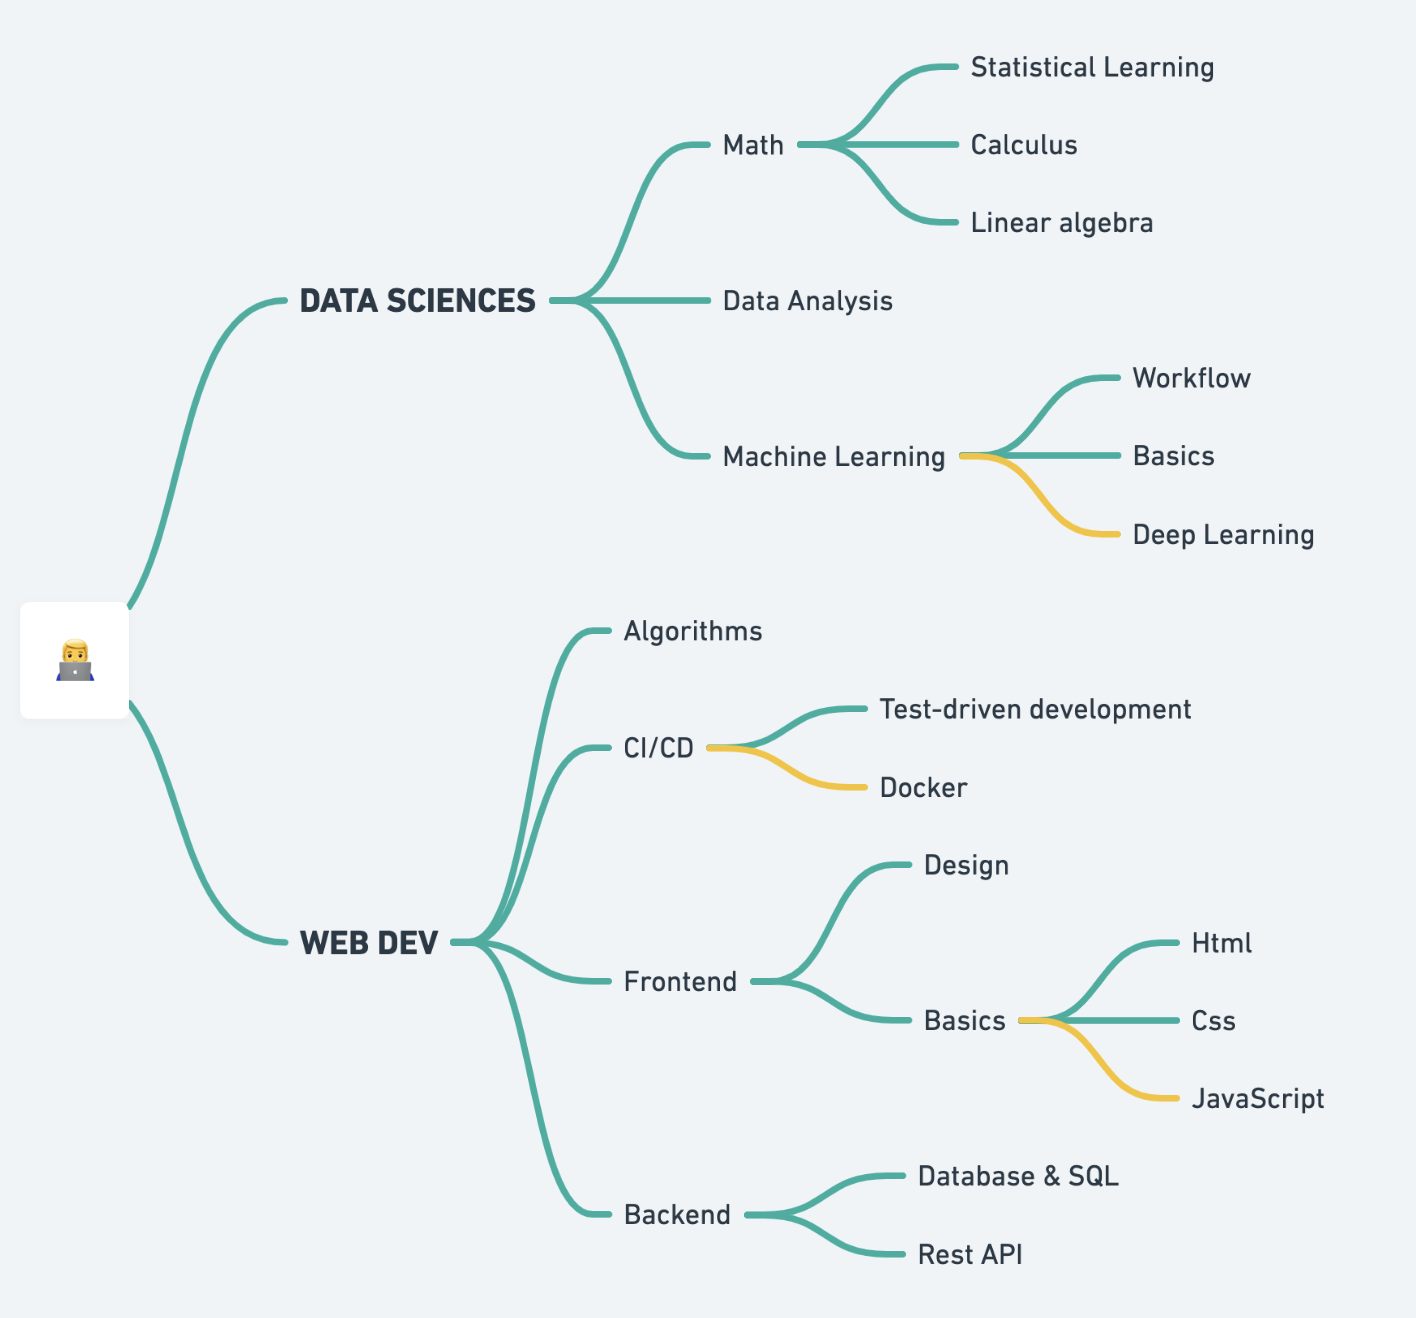 Statistical Learning
Math
Calculus
Linear algebra
DATA SCIENCES
Data Analysis
Workflow
Machine Learning
Basics
Deep Learning
Algorithms
Test-driven development
CI/CD
Docker
Design
WEB DEV
Html
Frontend
Basics
Css
JavaScript
Database & SQL
Backend
Rest API